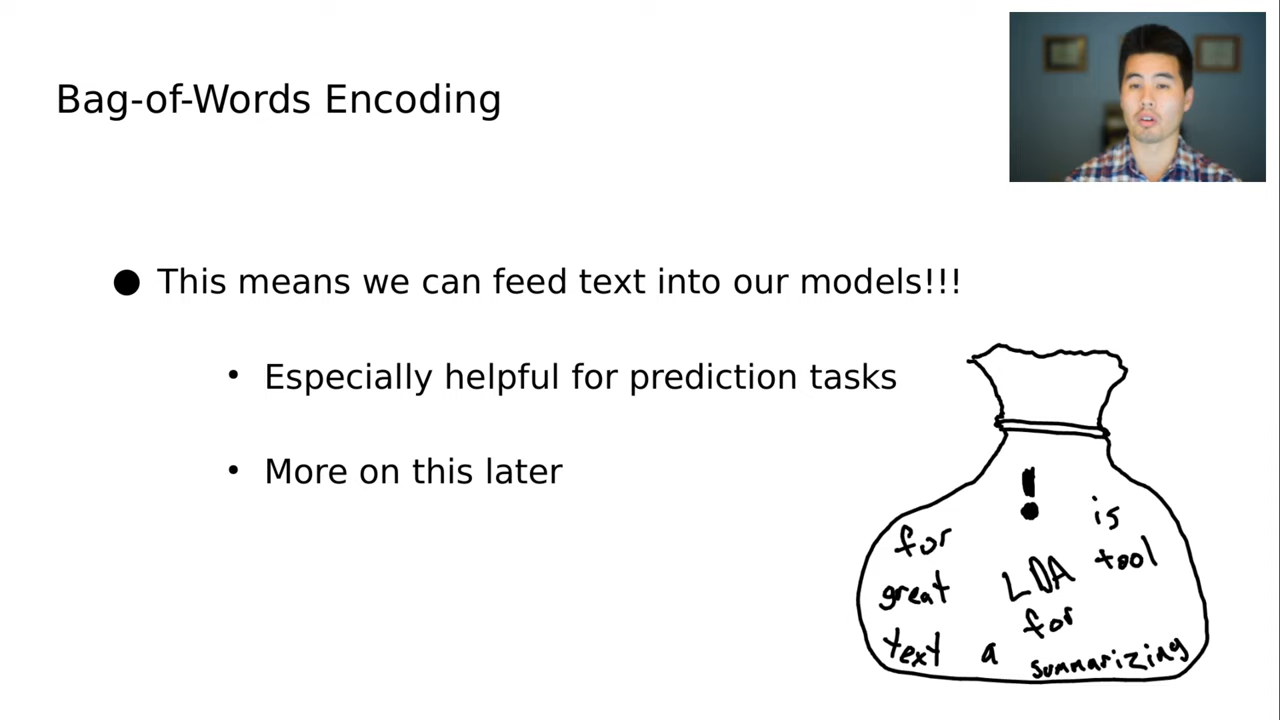 Bag-of-Words Encoding
● This means we can feed text into our models!!!
• Especially helpful for prediction tasks
• More on this later
! is
for LDA tool
great for
text a summarizing